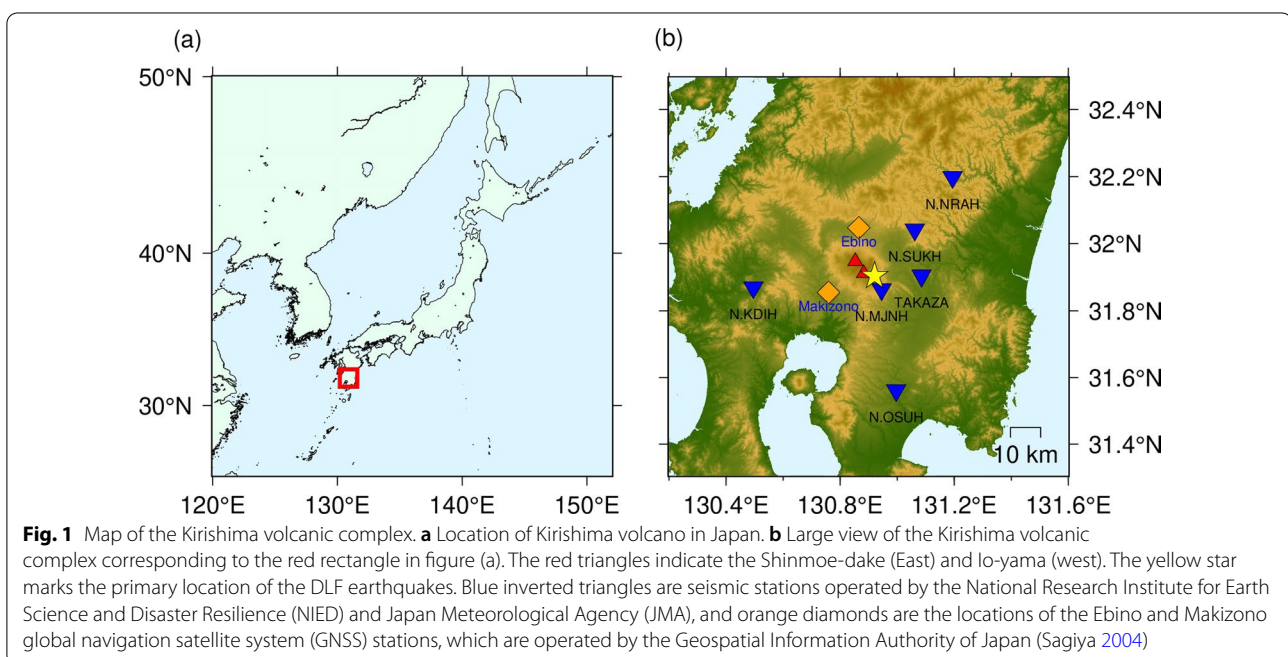 (a)
(b)
50°N
40°N
30°N
120°E
130°E
140°E
150°E
32.4°N
32.2°N
32°N
31.8°N
31.6°N
31.4°N
130.4°E
130.8°E
131.2°E
131.6°E
N.NRAH
Ebino
N.SUKH
TAKAZA
Makizono
N.MJNH
N.KDIH
N.OSUH
10 km
Fig. 1 Map of the Kirishima volcanic complex. a Location of Kirishima volcano in Japan. b Large view of the Kirishima volcanic
complex corresponding to the red rectangle in figure (a). The red triangles indicate the Shinmoe-dake (East) and Io-yama (west). The yellow star
marks the primary location of the DLF earthquakes. Blue inverted triangles are seismic stations operated by the National Research Institute for Earth
Science and Disaster Resilience (NIED) and Japan Meteorological Agency (JMA), and orange diamonds are the locations of the Ebino and Makizono
global navigation satellite system (GNSS) stations, which are operated by the Geospatial Information Authority of Japan (Sagiya 2004)